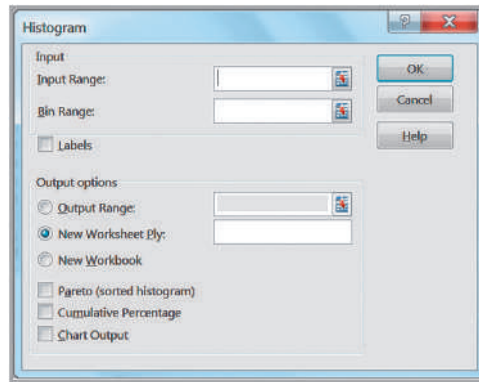 Histogram
Input
Input Range:
Bin Range:
Labels
OK
Cancel
Help
Output options
Output Range:
New Worksheet Ply:
New Workbook
Pareto (sorted histogram)
Cumulative Percentage
Chart Output